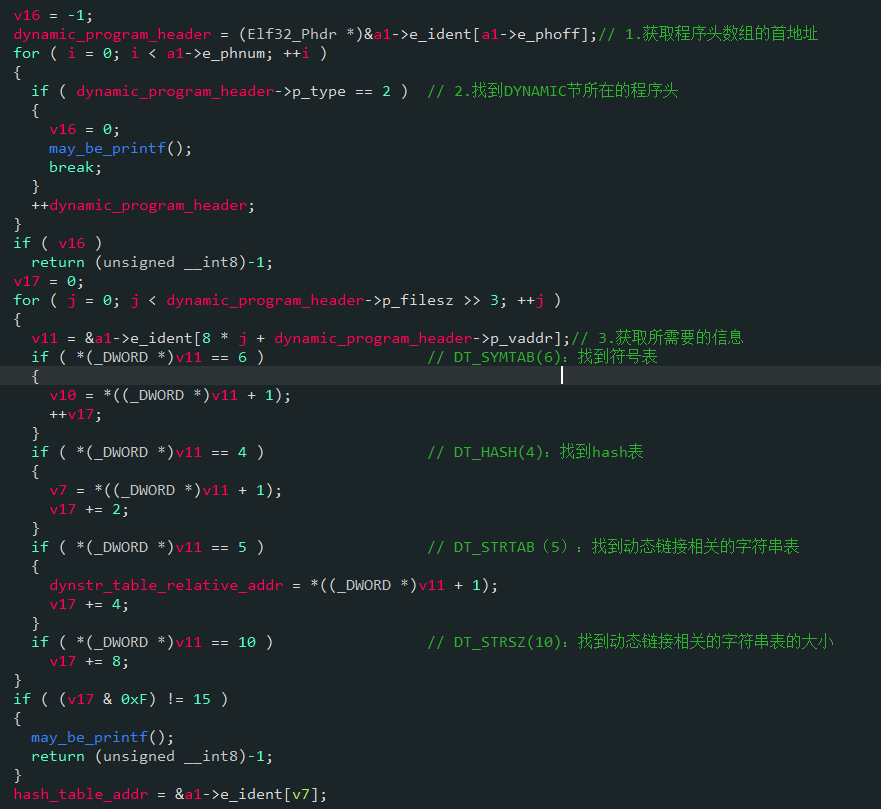 v16 = -1;
dynamic_program_header = (Elf32_Phdr *)&a1->e_ident[a1->e_phoff];// 1.获取程序头数组的首地址
for ( i = 0; i < a1->e_phnum; ++i )
{
  if ( dynamic_program_header->p_type == 2 )  // 2.找到DYNAMIC节所在的程序头
  {
    v16 = 0;
    may_be_printf();
    break;
  }
  ++dynamic_program_header;
}
if ( v16 )
  return (unsigned __int8)-1;
v17 = 0;
for ( j = 0; j < dynamic_program_header->p_filesz >> 3; ++j )
{
  v11 = &a1->e_ident[8 * j + dynamic_program_header->p_vaddr];// 3.获取所需要的信息
  if ( *(_DWORD *)v11 == 6 )                  // DT_SYMTAB(6)：找到符号表
  {
    v10 = *((_DWORD *)v11 + 1);
    ++v17;
  }
  if ( *(_DWORD *)v11 == 4 )                  // DT_HASH(4)：找到hash表
  {
    v7 = *((_DWORD *)v11 + 1);
    v17 += 2;
  }
  if ( *(_DWORD *)v11 == 5 )                  // DT_STRTAB（5）：找到动态链接相关的字符串表
  {
    dynstr_table_relative_addr = *((_DWORD *)v11 + 1);
    v17 += 4;
  }
  if ( *(_DWORD *)v11 == 10 )                 // DT_STRSZ(10)：找到动态链接相关的字符串表的大小
    v17 += 8;
}
if ( (v17 & 0xF) != 15 )
{
  may_be_printf();
  return (unsigned __int8)-1;
}
hash_table_addr = &a1->e_ident[v7];